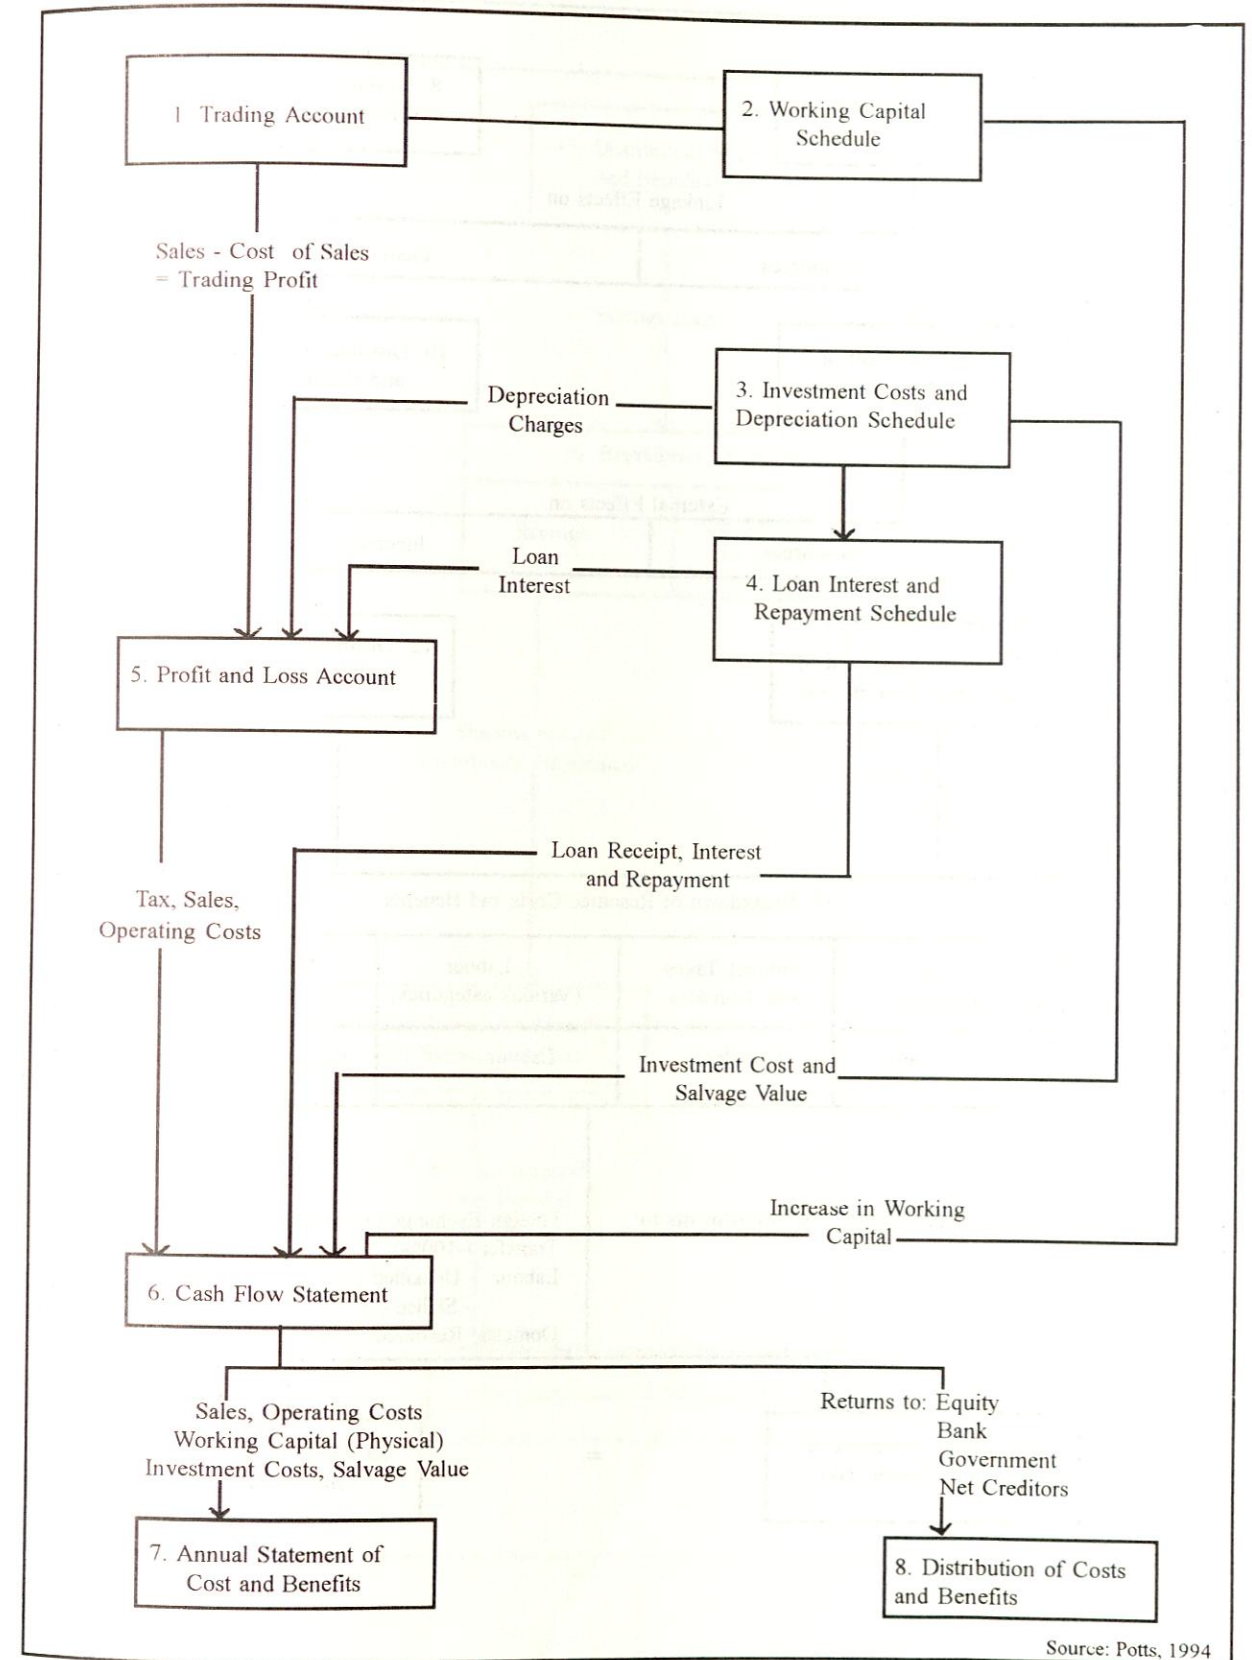 1 Trading Account
2. Working Capital
Schedule
Sales - Cost of Sales
= Trading Profit
3. Investment Costs and
Depreciation Schedule
Depreciation
Charges
Loan
Interest
4. Loan Interest and
Repayment Schedule
5. Profit and Loss Account
Loan Receipt, Interest
and Repayment
Tax, Sales,
Operating Costs
Investment Cost and
Salvage Value
Increase in Working
Capital
6. Cash Flow Statement
Sales, Operating Costs
Working Capital (Physical)
Investment Costs, Salvage Value
Returns to: Equity
Bank
Government
Net Creditors
7. Annual Statement of
Cost and Benefits
8. Distribution of Costs
and Benefits
Source: Potts, 1994